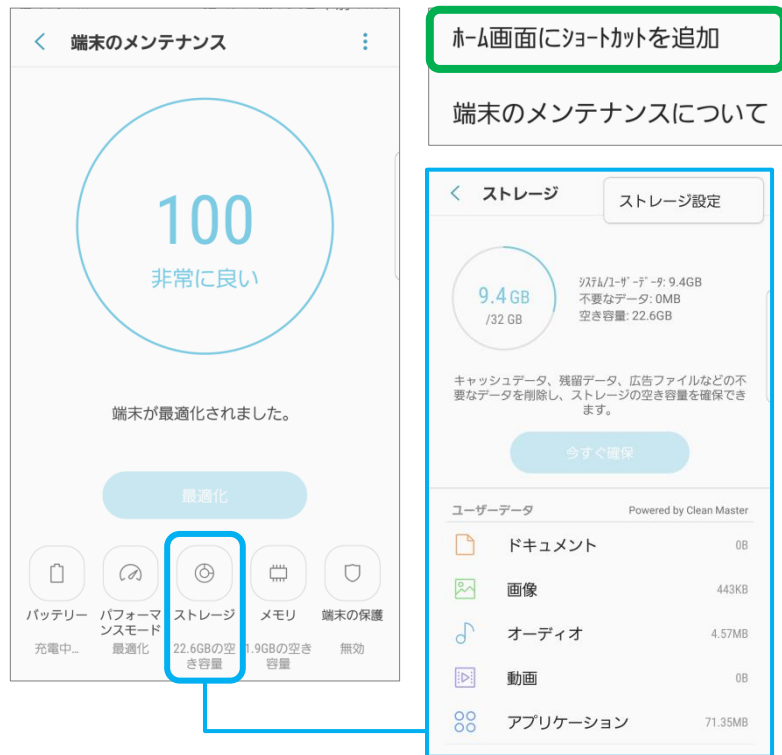 端末のメンテナンス
100
非常に良い
端末が最適化されました。
最適化
バッテリー
充電中...
パフォーマ
ンスモード
最適化
ストレージ
22.6GBの空
き容量
メモリ
1.9GBの空き
容量
端末の保護
無効
ﾎｰﾑ画面にｼｮｰﾄｶｯﾄを追加
端末のメンテナンスについて
ストレージ
ストレージ設定
9.4 GB
/32 GB
ｼｽﾃﾑ/ﾕｰｻﾞｰﾃﾞｰﾀ: 9.4GB
不要なデータ: 0MB
空き容量: 22.6GB
キャッシュデータ、残留データ、広告ファイルなどの不
要なデータを削除し、ストレージの空き容量を確保でき
ます。
今すぐ確保
ユーザーデータ Powered by Clean Master
ドキュメント 0B
画像 443KB
オーディオ 4.57MB
動画 0B
アプリケーション 71.35MB